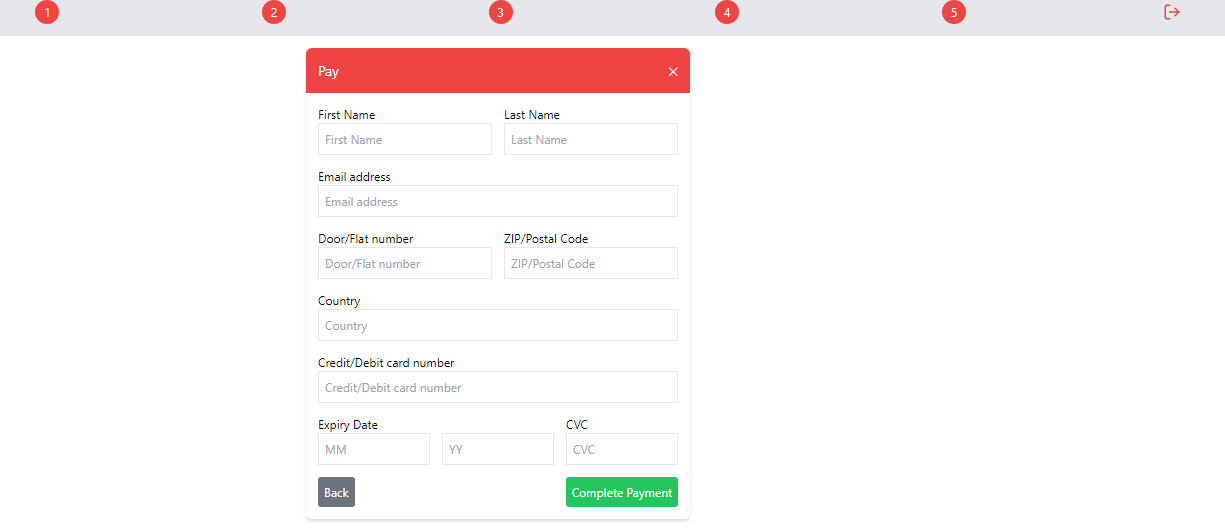 1 2 3 4 5
Pay
First Name Last Name
First Name Last Name
Email address
Email address
Door/Flat number ZIP/Postal Code
Door/Flat number ZIP/Postal Code
Country
Country
Credit/Debit card number
Credit/Debit card number
Expiry Date CVC
MM YY CVC
Back Complete Payment